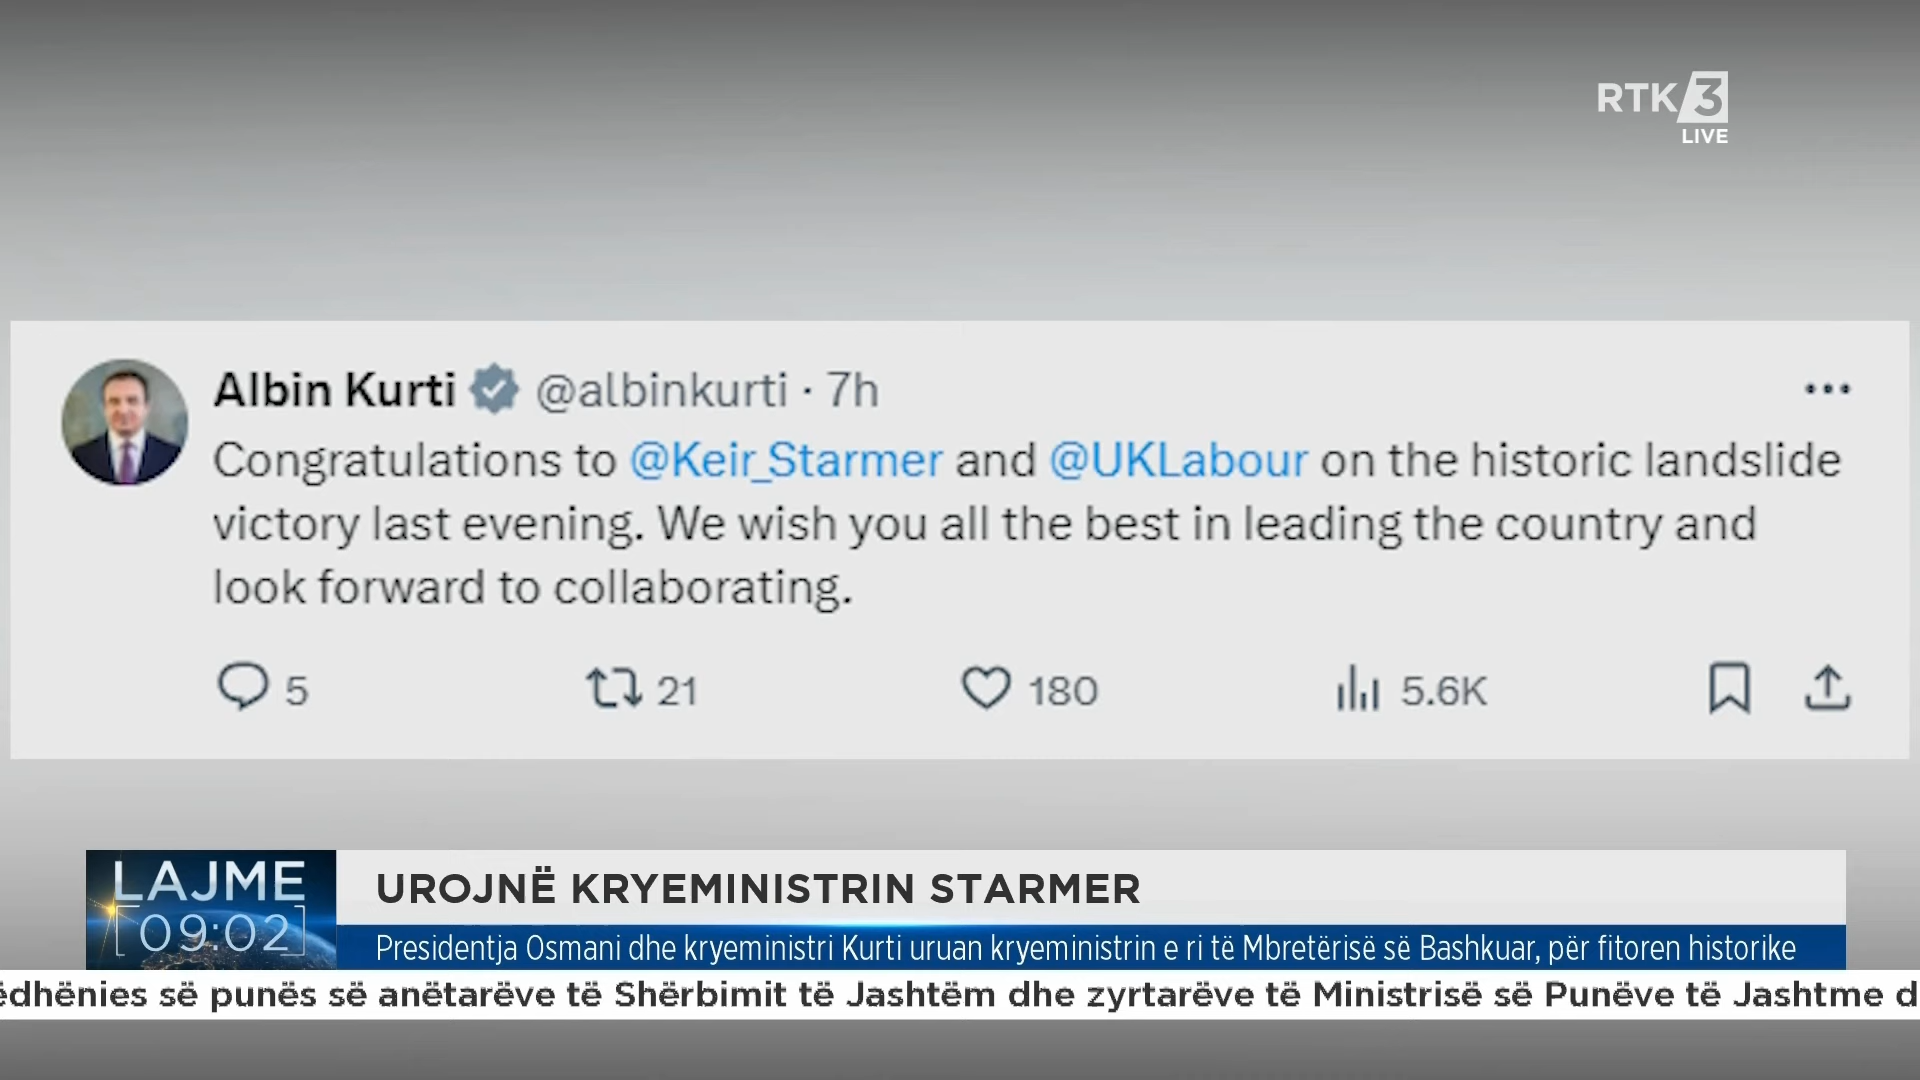 RTK 3
LIVE
Albin Kurti @albinkurti · 7h
Congratulations to @Keir_Starmer and @UKLabour on the historic landslide
victory last evening. We wish you all the best in leading the country and
look forward to collaborating.
5 21 180 5.6K
LAJME
09:02
UROJNË KRYEMINISTRIN STARMER
Presidentja Osmani dhe kryeministri Kurti uruan kryeministrin e ri të Mbretërisë së Bashkuar, për fitoren historike
së punës së anëtarëve të Shërbimit të Jashtëm dhe zyrtarëve të Ministrisë së Punëve të Jashtme